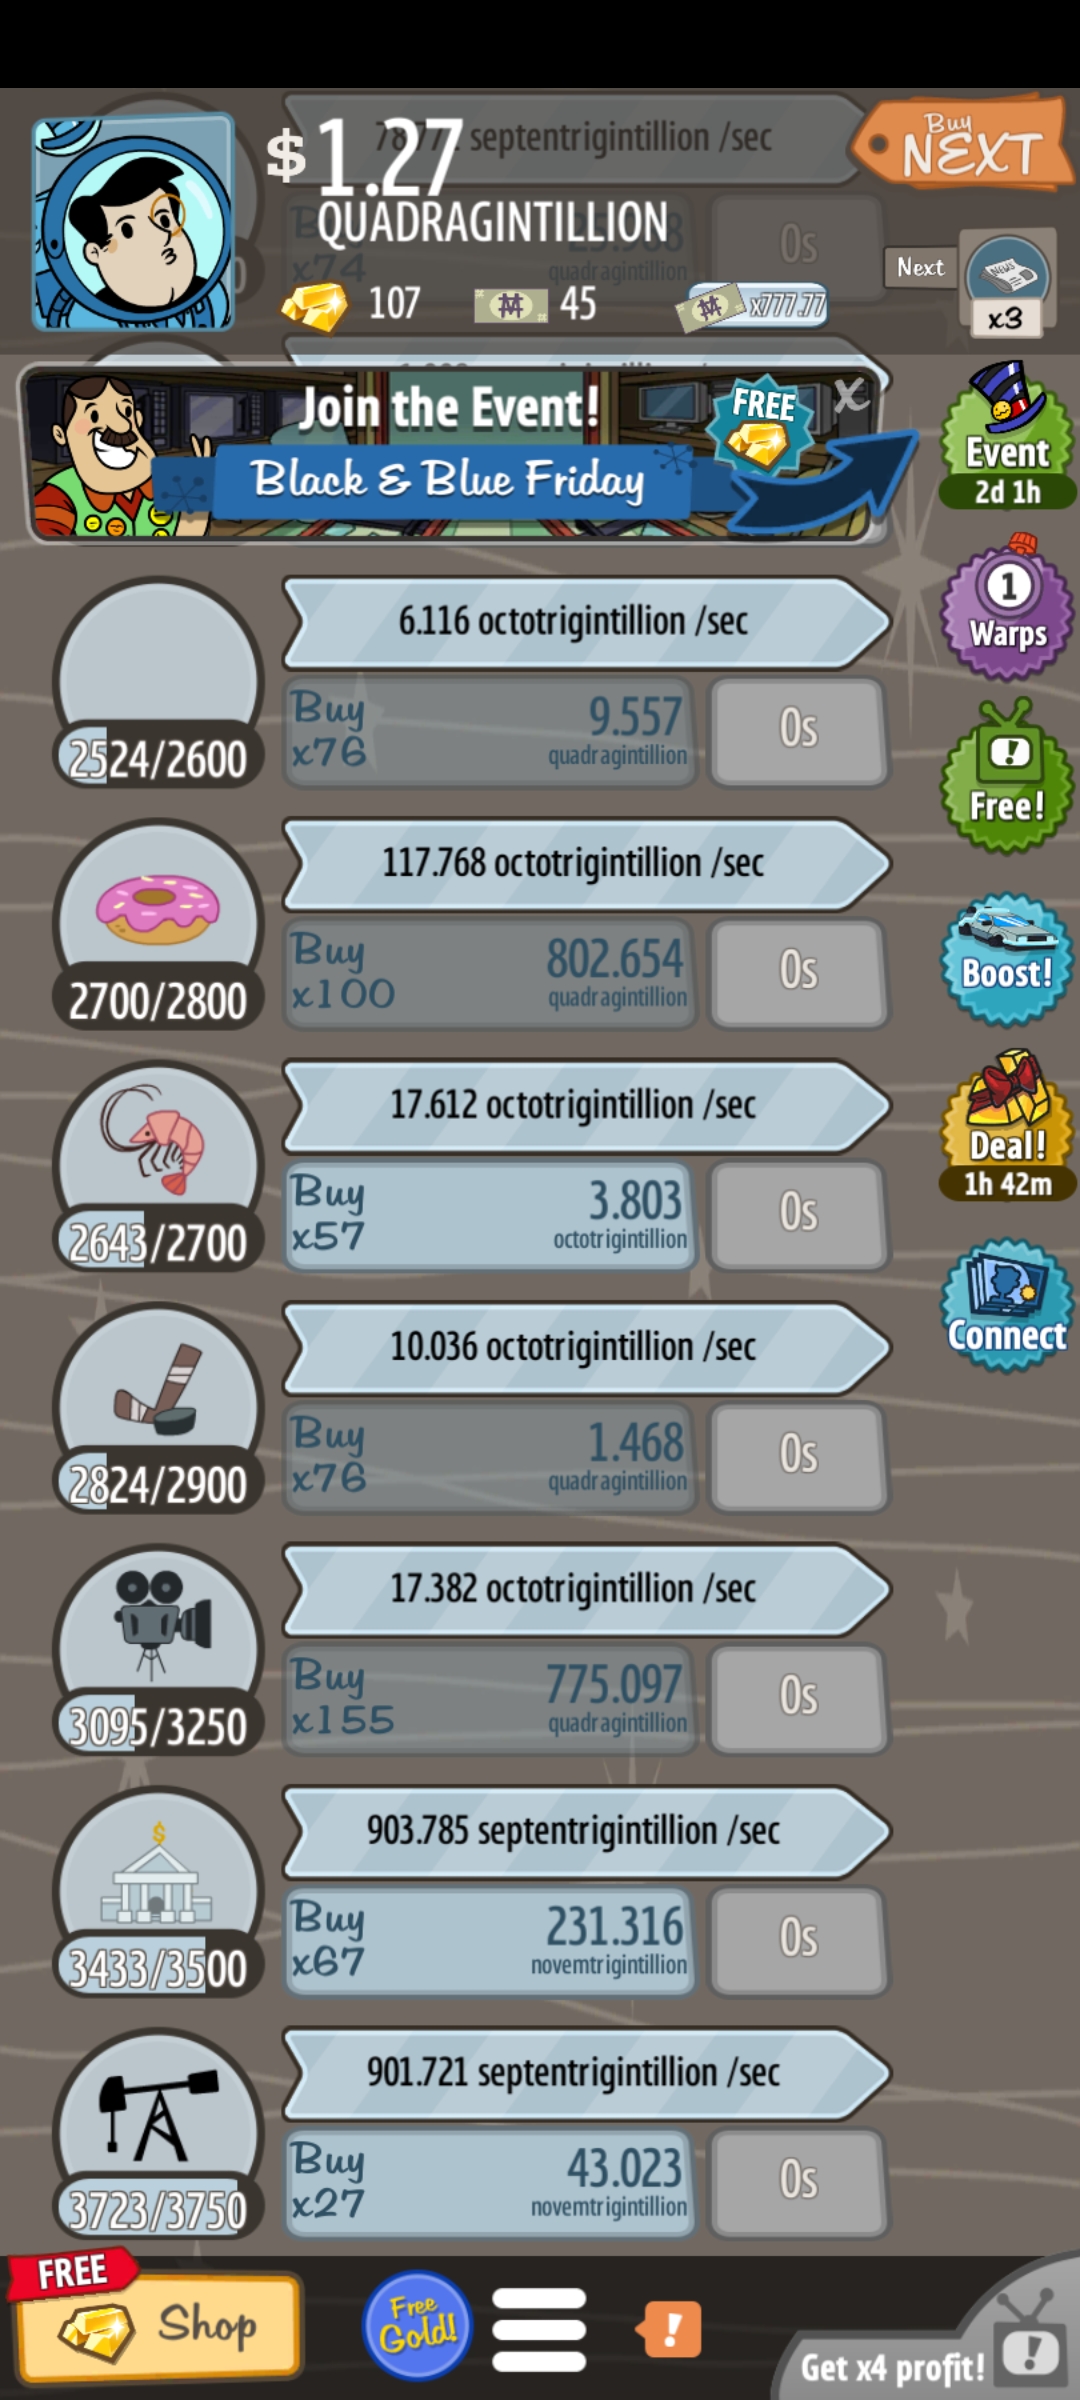 78.772 septentrigintillion /sec
$ 1.27
QUADRAGINTILLION
Buy
NEXT
x74
quadragintillion
0s
Next
107
45
x777.77
NEWS
x3
Join the Event!
FREE
X
Black & Blue Friday
Event
2d 1h
6.116 octotrigintillion /sec
Buy
x76
9.557
quadragintillion
0s
2524/2600
1
Warps
!
Free!
117.768 octotrigintillion /sec
Buy
x100
802.654
quadragintillion
0s
2700/2800
Boost!
17.612 octotrigintillion /sec
Buy
x57
3.803
octotrigintillion
0s
2643/2700
Deal!
1h 42m
Connect
10.036 octotrigintillion /sec
Buy
x76
1.468
quadragintillion
0s
2824/2900
17.382 octotrigintillion /sec
Buy
x155
775.097
quadragintillion
0s
3095/3250
$
903.785 septentrigintillion /sec
Buy
x67
231.316
novemtrigintillion
0s
3433/3500
901.721 septentrigintillion /sec
Buy
x27
43.023
novemtrigintillion
0s
3723/3750
FREE
Shop
Free
Gold!
!
Get x4 profit!
!